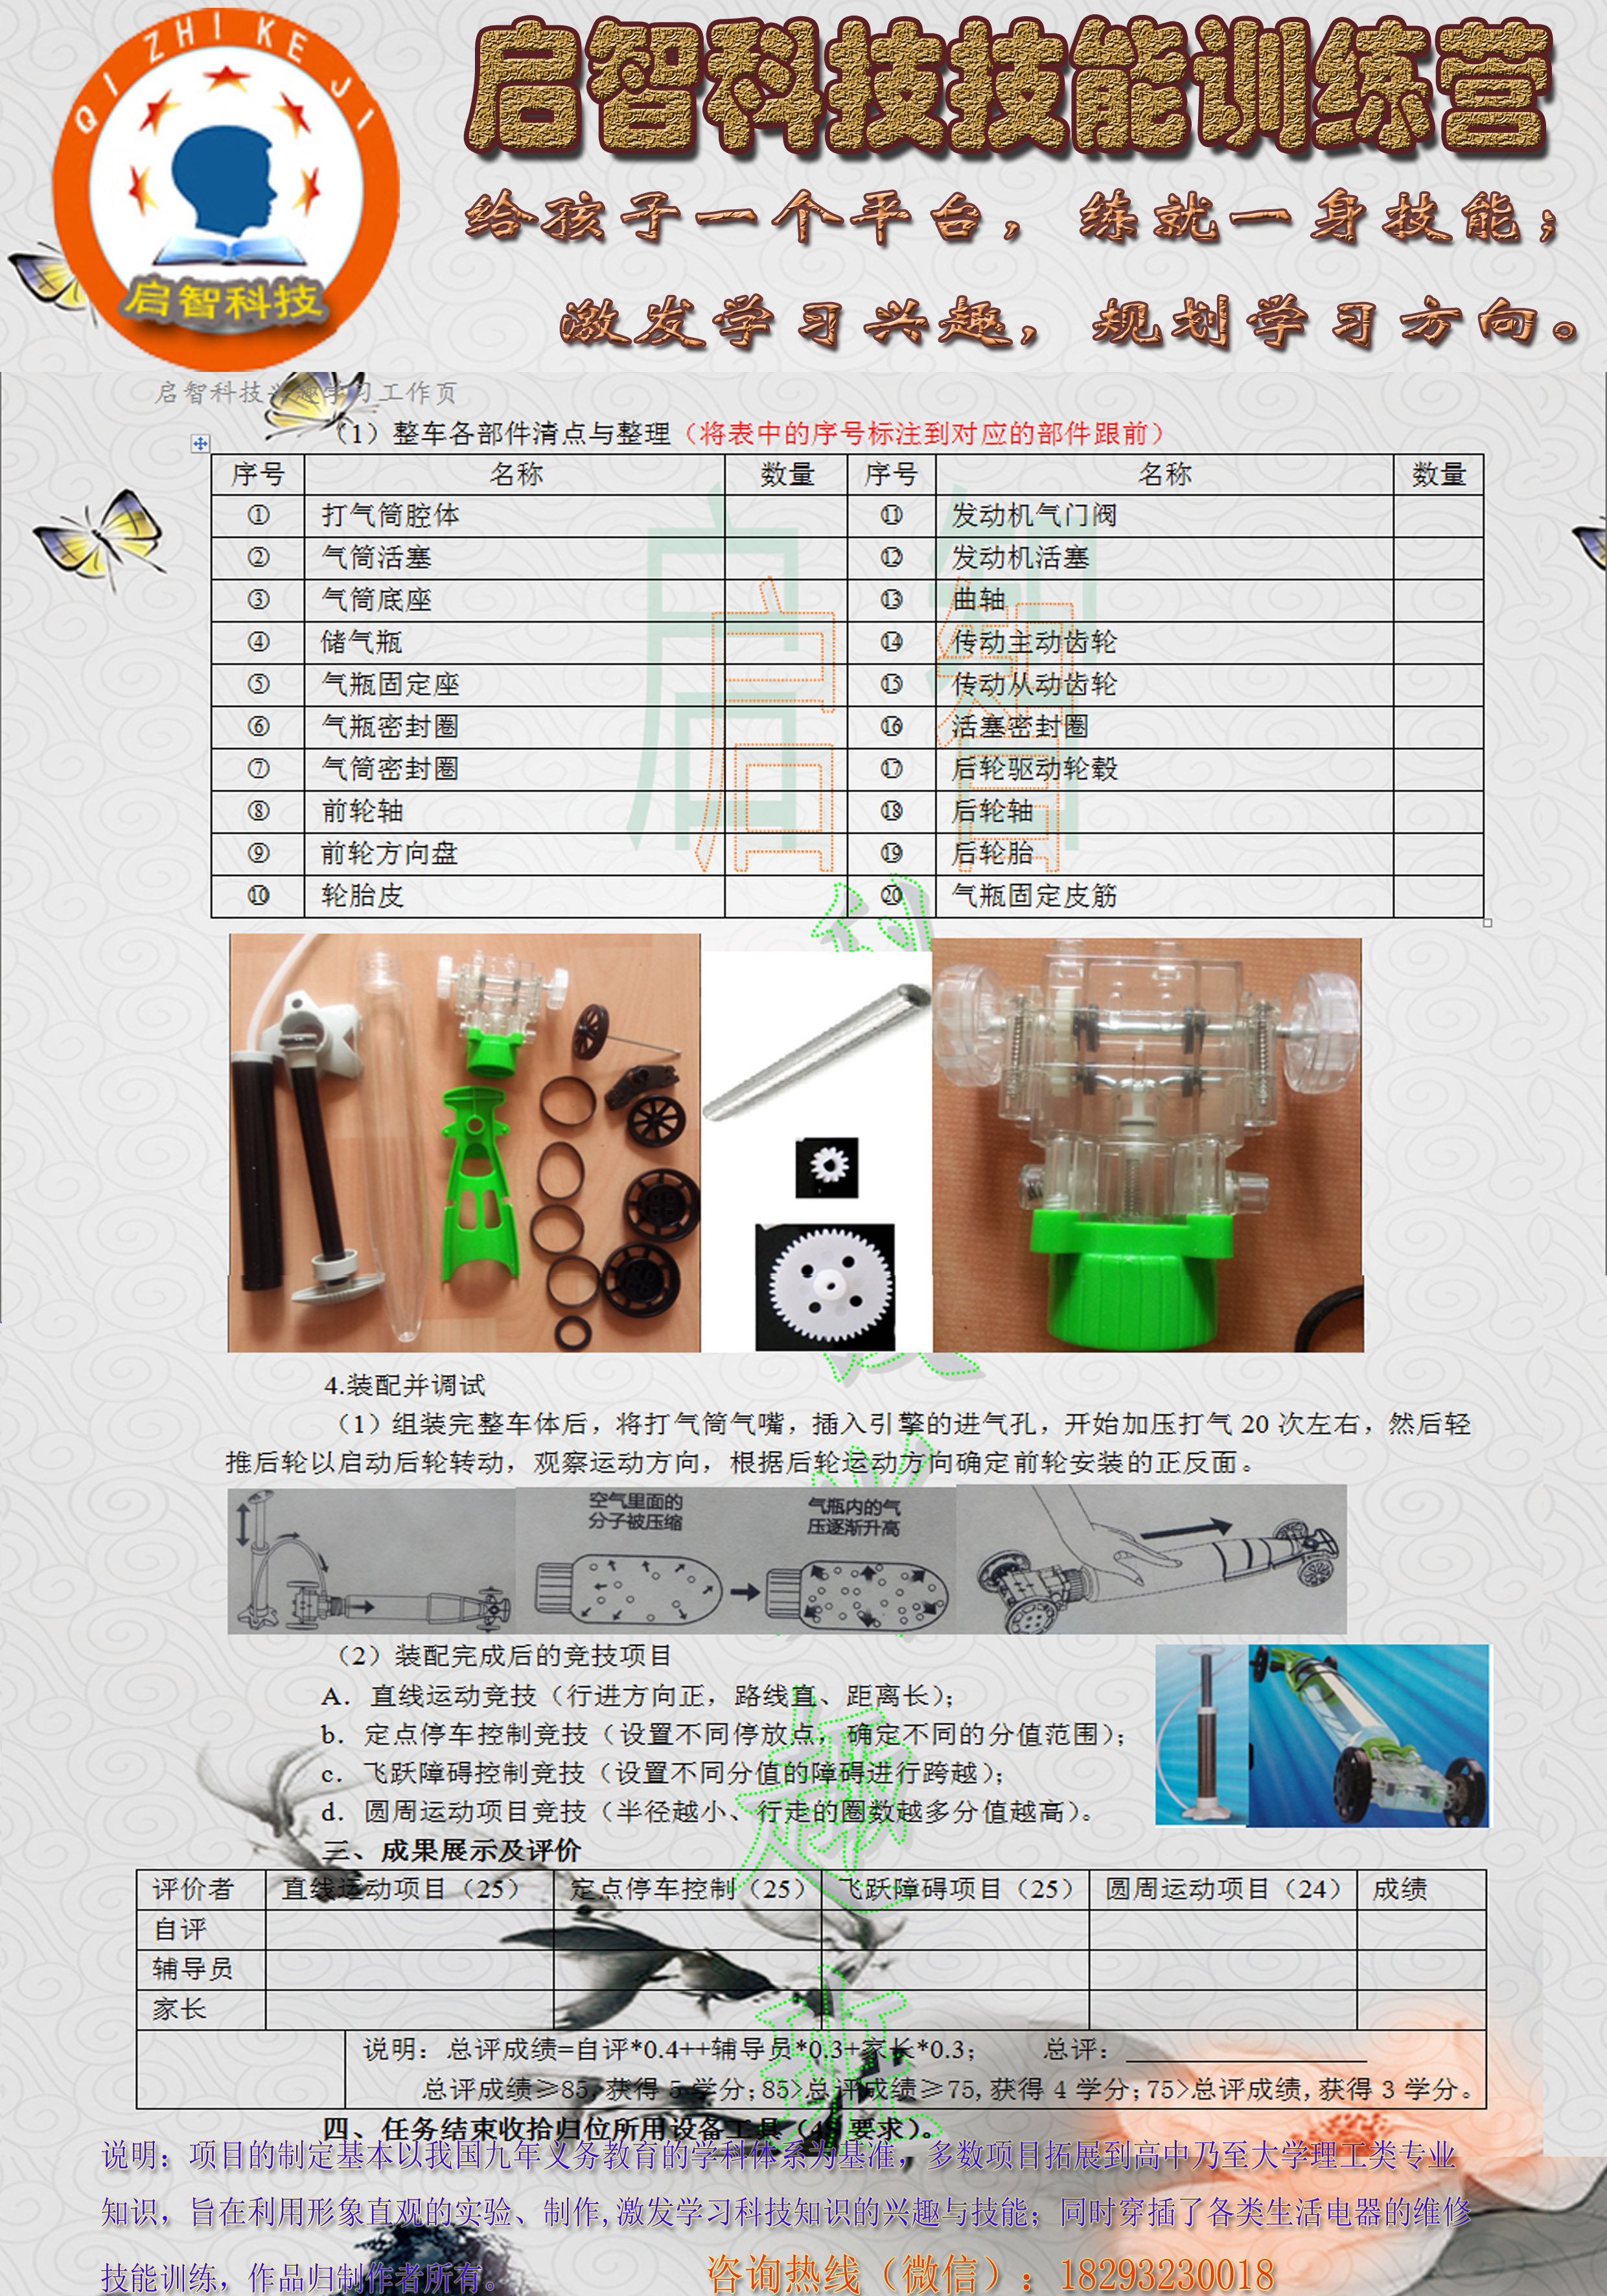 QI ZHI KE JI
启智科技
启智科技技能训练营
给孩子一个平台，练就一身技能；
激发学习兴趣，规划学习方向。
启智科技兴趣学习工作页
（1）整车各部件清点与整理（将表中的序号标注到对应的部件跟前）
序号 名称 数量 序号 名称 数量
① 打气筒腔体 ⑪ 发动机气门阀
② 气筒活塞 ⑫ 发动机活塞
③ 气筒底座 ⑬ 曲轴
④ 储气瓶 ⑭ 传动主动齿轮
⑤ 气瓶固定座 ⑮ 传动从动齿轮
⑥ 气瓶密封圈 ⑯ 活塞密封圈
⑦ 气筒密封圈 ⑰ 后轮驱动轮毂
⑧ 前轮轴 ⑱ 后轮轴
⑨ 前轮方向盘 ⑲ 后轮胎
⑩ 轮胎皮 ⑳ 气瓶固定皮筋
启智
启智
4.装配并调试
（1）组装完整车体后，将打气筒气嘴，插入引擎的进气孔，开始加压打气 20 次左右，然后轻
推后轮以启动后轮转动，观察运动方向，根据后轮运动方向确定前轮安装的正反面。
空气里面的
分子被压缩
气瓶内的气
压逐渐升高
（2）装配完成后的竞技项目
A．直线运动竞技（行进方向正，路线直、距离长）；
b．定点停车控制竞技（设置不同停放点，确定不同的分值范围）；
c．飞跃障碍控制竞技（设置不同分值的障碍进行跨越）；
d．圆周运动项目竞技（半径越小、行走的圈数越多分值越高）。
趣
班
三、成果展示及评价
评价者 直线运动项目（25） 定点停车控制（25） 飞跃障碍项目（25） 圆周运动项目（24） 成绩
自评
辅导员
家长
说明：总评成绩=自评*0.4++辅导员*0.3+家长*0.3； 总评：
总评成绩≥85,获得 5 学分;85>总评成绩≥75,获得 4 学分;75>总评成绩,获得 3 学分。
四、任务结束收拾归位所用设备工具（4S 要求）。
说明：项目的制定基本以我国九年义务教育的学科体系为基准，多数项目拓展到高中乃至大学理工类专业
知识，旨在利用形象直观的实验、制作,激发学习科技知识的兴趣与技能；同时穿插了各类生活电器的维修
技能训练，作品归制作者所有。
咨询热线（微信）：18293230018